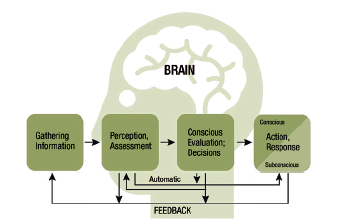 BRAIN
Gathering
Information
Perception,
Assessment
Conscious
Evaluation;
Decisions
Conscious
Action,
Response
Subconscious
Automatic
FEEDBACK